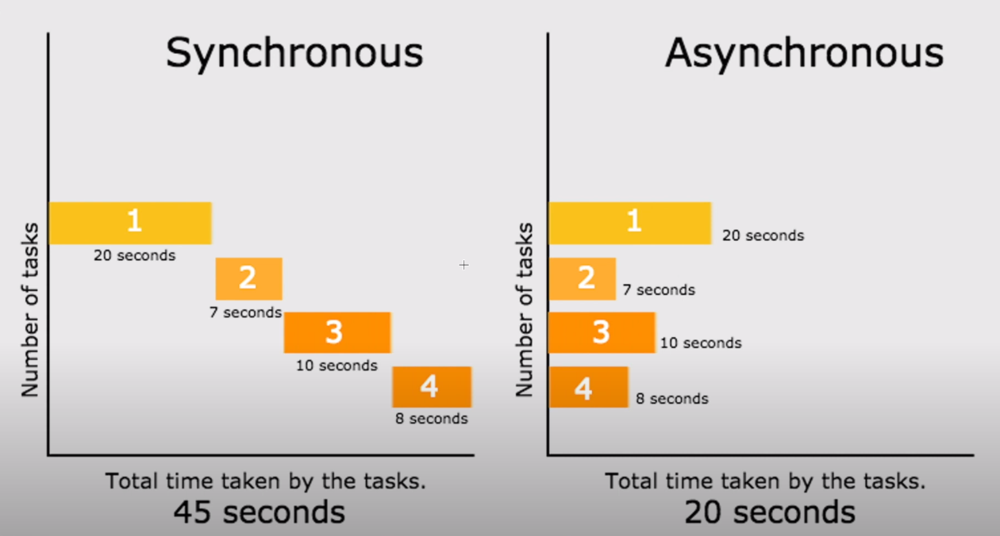 Synchronous
Number of tasks
1
20 seconds
2
7 seconds
3
10 seconds
4
8 seconds
Total time taken by the tasks.
45 seconds
Asynchronous
Number of tasks
1
20 seconds
2
7 seconds
3
10 seconds
4
8 seconds
Total time taken by the tasks.
20 seconds